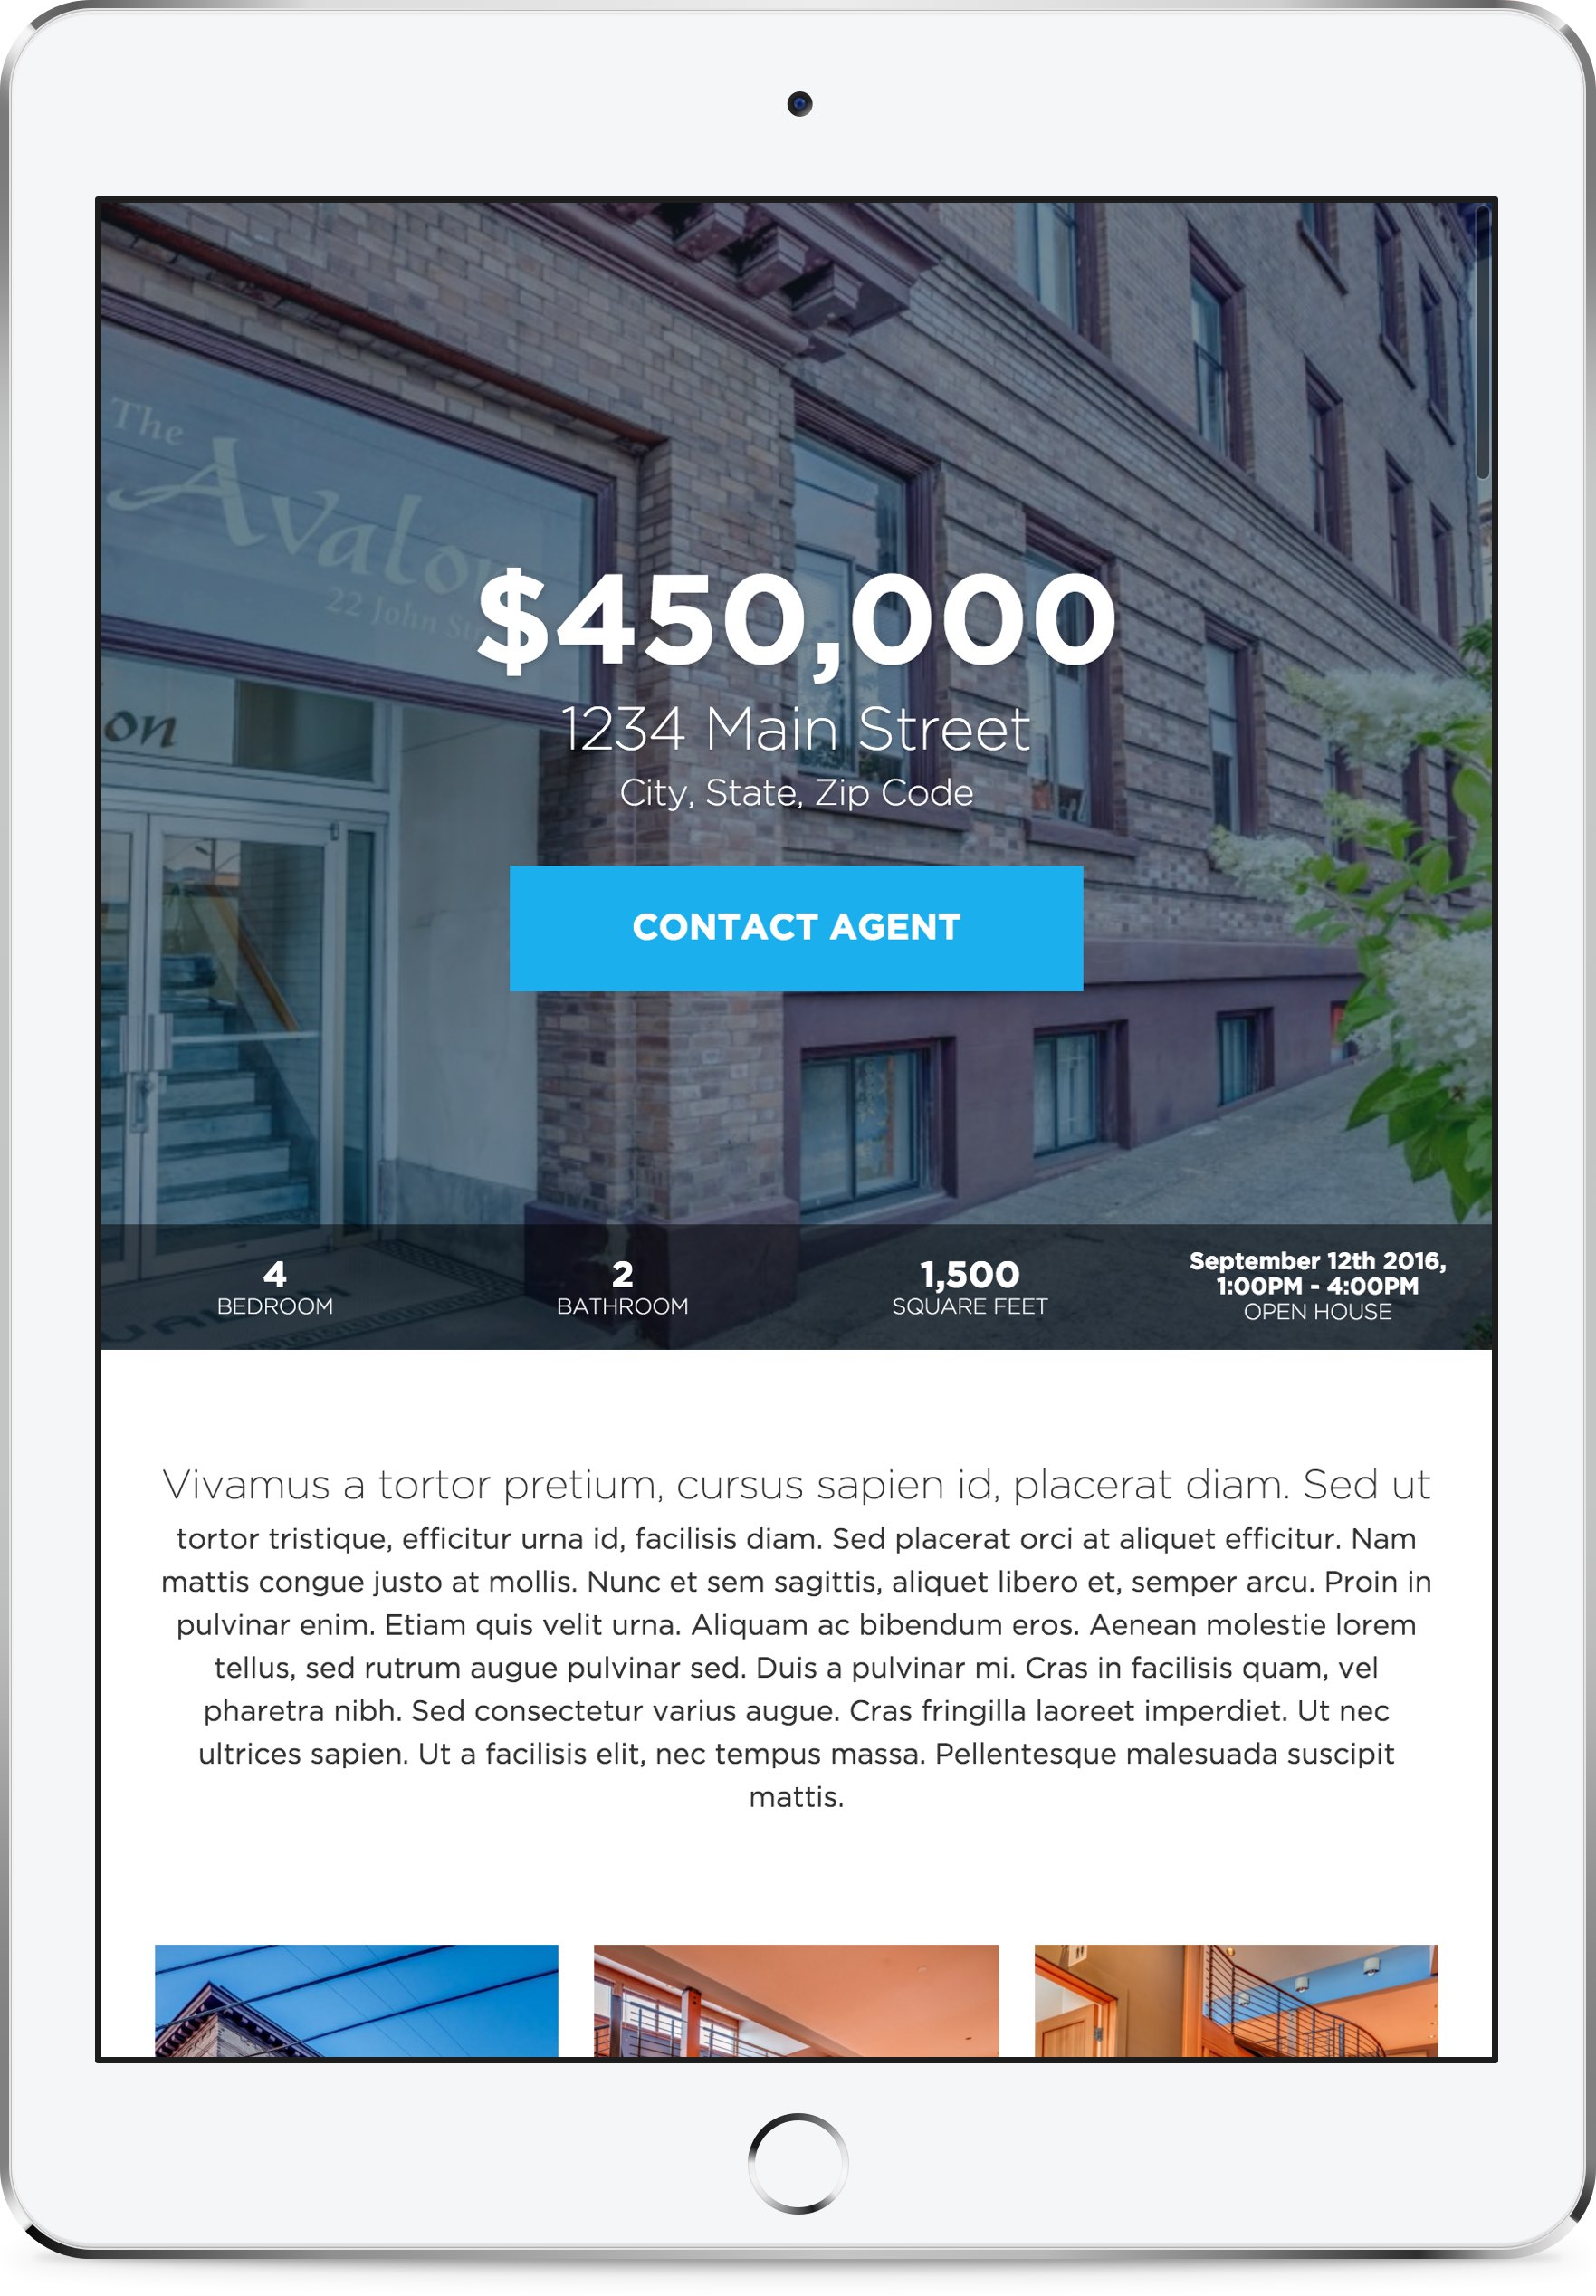 The
Avalon
22 John
on
$450,000
1234 Main Street
City, State, Zip Code
CONTACT AGENT
4
BEDROOM
2
BATHROOM
1,500
SQUARE FEET
September 12th 2016,
1:00PM - 4:00PM
OPEN HOUSE
Vivamus a tortor pretium, cursus sapien id, placerat diam. Sed ut
tortor tristique, efficitur urna id, facilisis diam. Sed placerat orci at aliquet efficitur. Nam
mattis congue justo at mollis. Nunc et sem sagittis, aliquet libero et, semper arcu. Proin in
pulvinar enim. Etiam quis velit urna. Aliquam ac bibendum eros. Aenean molestie lorem
tellus, sed rutrum augue pulvinar sed. Duis a pulvinar mi. Cras in facilisis quam, vel
pharetra nibh. Sed consectetur varius augue. Cras fringilla laoreet imperdiet. Ut nec
ultrices sapien. Ut a facilisis elit, nec tempus massa. Pellentesque malesuada suscipit
mattis.